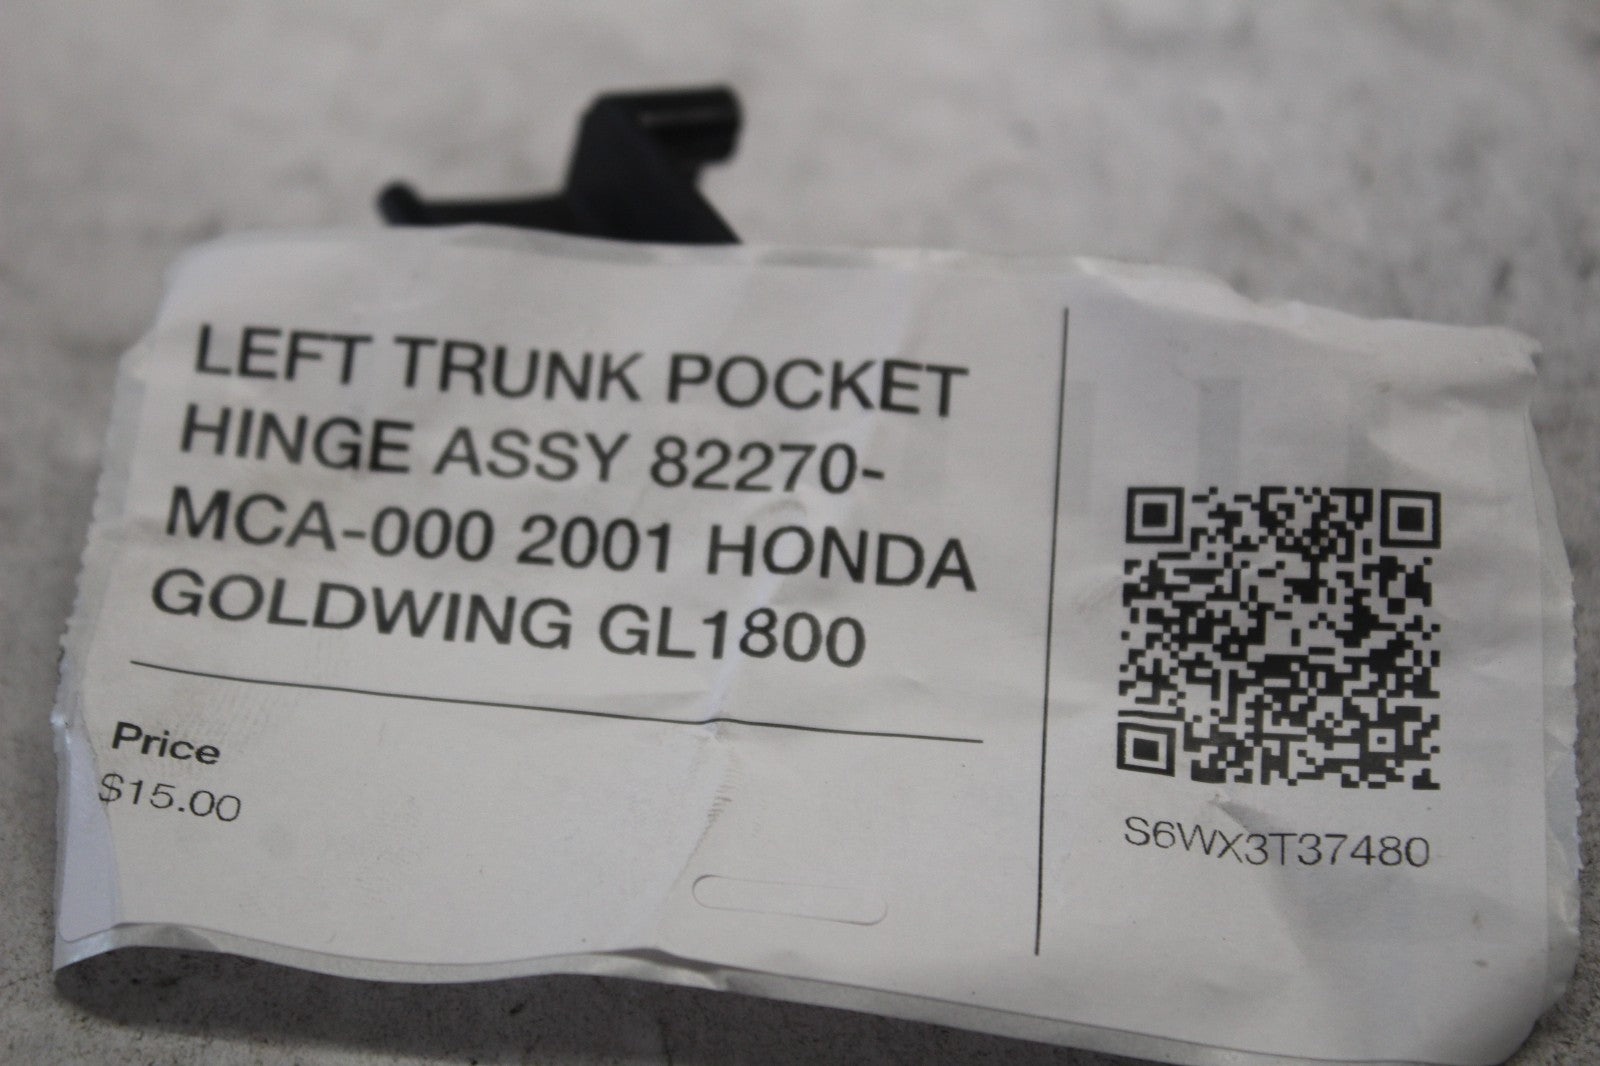 LEFT TRUNK POCKET
HINGE ASSY 82270-
MCA-000 2001 HONDA
GOLDWING GL1800
Price
$15.00
S6WX3T37480